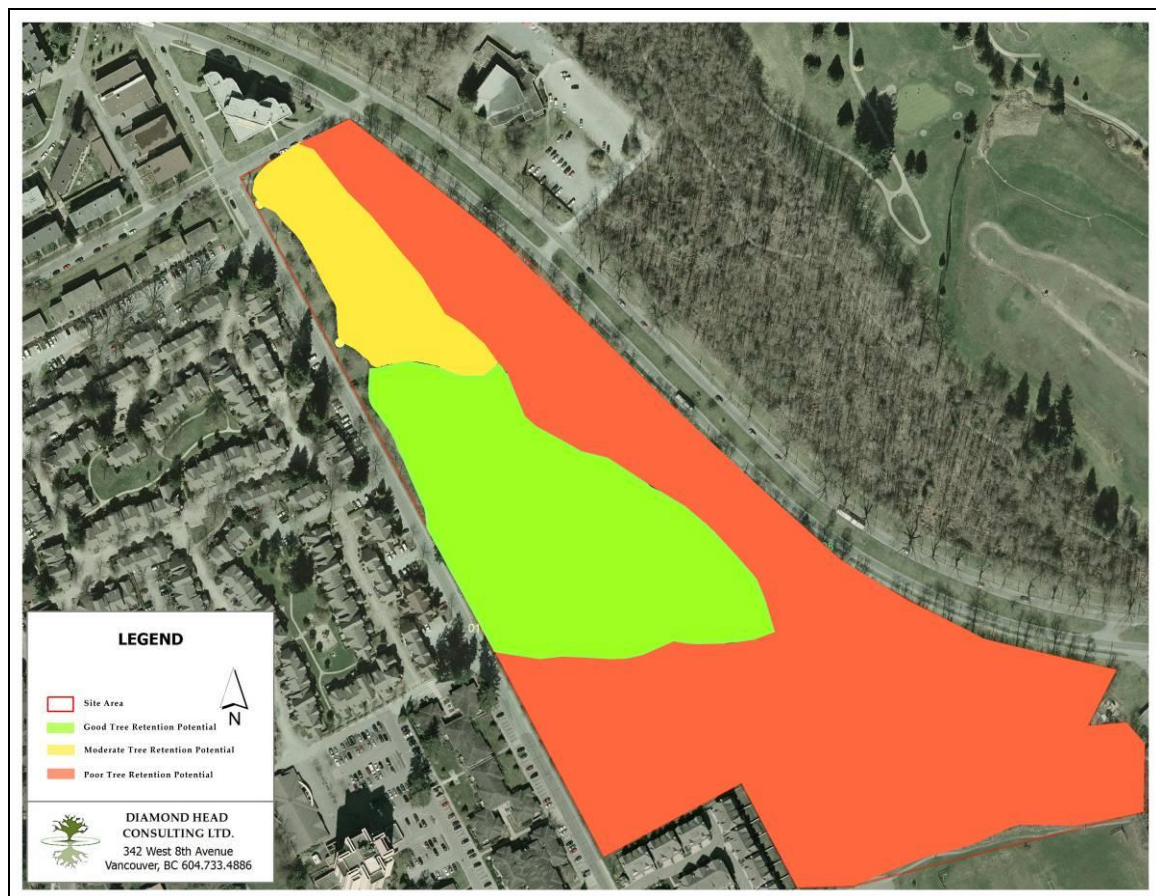 LEGEND
N
Site Area
Good Tree Retention Potential
Moderate Tree Retention Potential
Poor Tree Retention Potential
DIAMOND HEAD
CONSULTING LTD.
342 West 8th Avenue
Vancouver, BC 604.733.4886